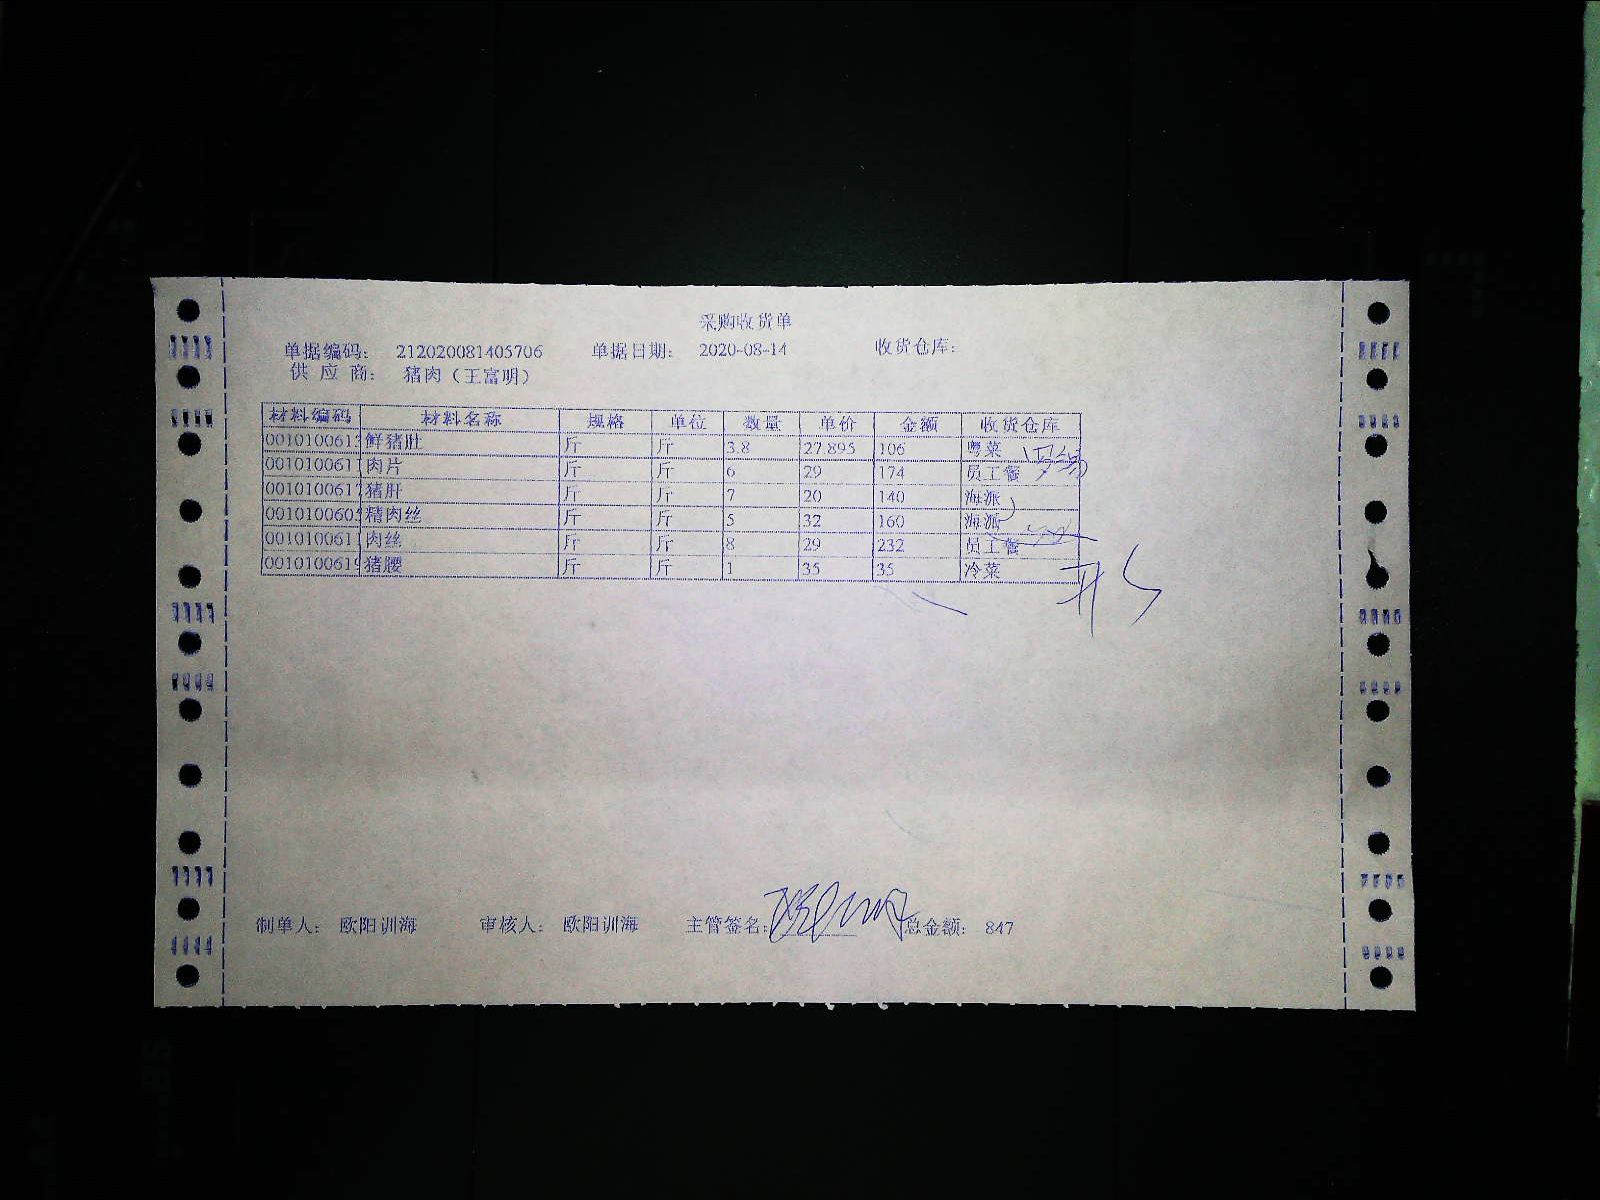 采购收货单
单据编码： 212020081405706 单据日期： 2020-08-14 收货仓库：
供 应 商： 猪肉（王富明）
材料编码 材料名称 规格 单位 数量 单价 金额 收货仓库
001010061 鲜猪肚 斤 斤 3.8 27.895 106 粤菜
001010061 肉片 斤 斤 6 29 174 员工餐
001010061 猪肝 斤 斤 7 20 140 海派
001010060 精肉丝 斤 斤 5 32 160 海派
001010061 肉丝 斤 斤 8 29 232 员工餐
001010061 猪腰 斤 斤 1 35 35 冷菜
制单人： 欧阳训海 审核人： 欧阳训海 主管签名： 总金额： 847